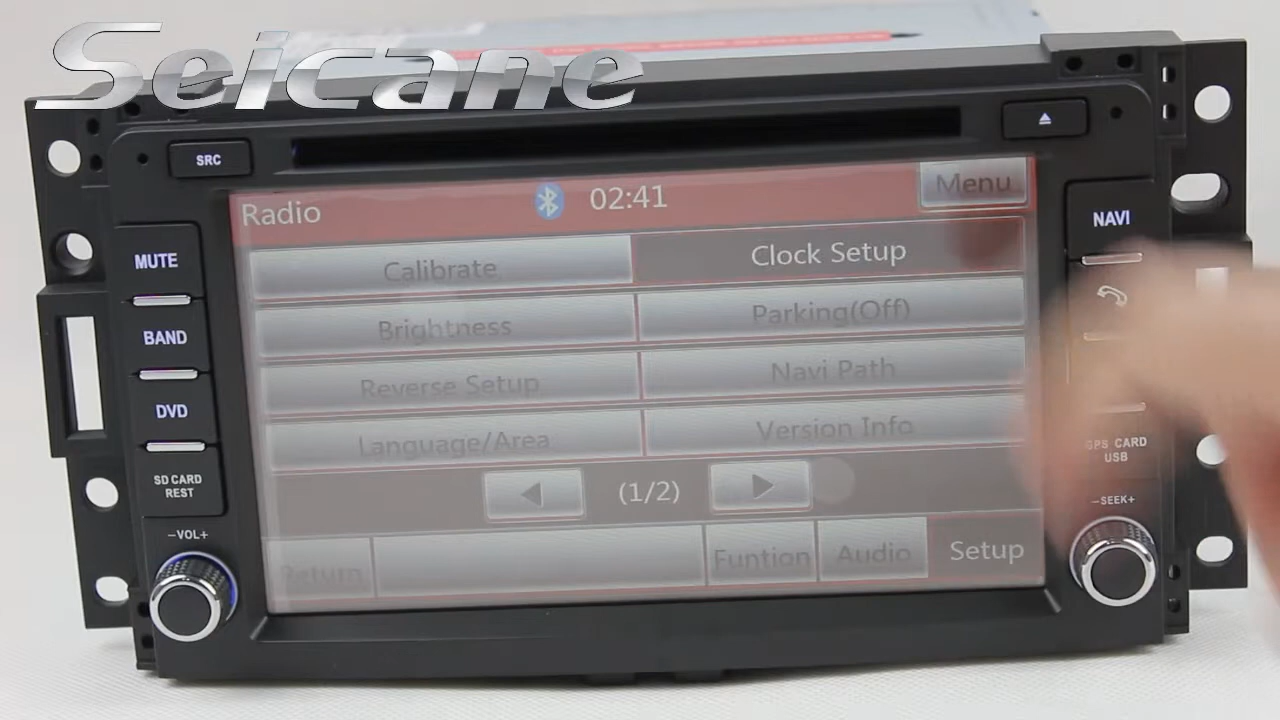 Seicane
SRC
Menu
Radio
02:41
NAVI
MUTE
Calibrate
Clock Setup
Brightness
Parking(Off)
BAND
Reverse Setup
Navi Path
DVD
Language/Area
Version Info
GPS CARD
USB
SD CARD
REST
(1/2)
−SEEK+
−VOL+
Return
Funtion
Audio
Setup